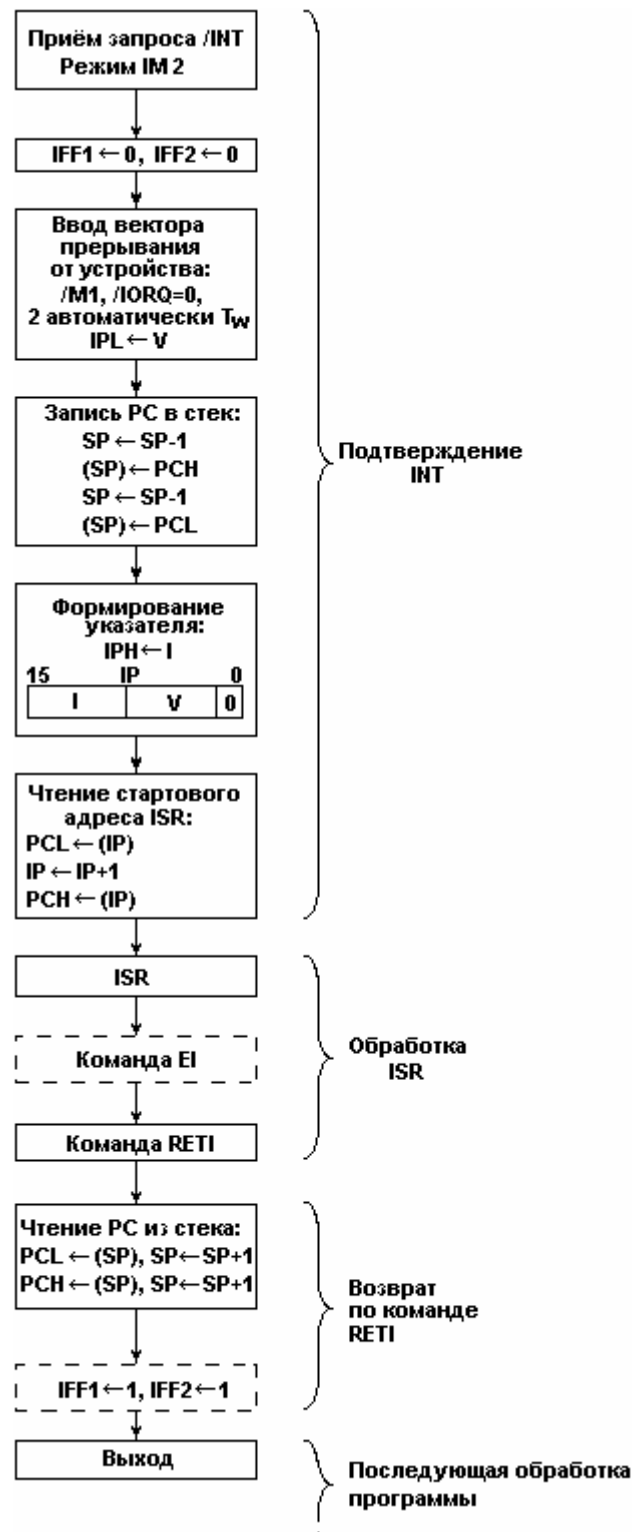 Приём запроса /INT
Режим IM 2
IFF1 ← 0, IFF2 ← 0
Ввод вектора
прерывания
от устройства:
/M1, /IORQ=0,
2 автоматически TW
IPL ← V
Запись PC в стек:
SP ← SP-1
(SP) ← PCH
SP ← SP-1
(SP) ← PCL
Формирование
указателя:
IPH ← I
15 IP 0
I V 0
Чтение стартового
адреса ISR:
PCL ← (IP)
IP ← IP+1
PCH ← (IP)
Подтверждение
INT
ISR
Команда EI
Команда RETI
Обработка
ISR
Чтение PC из стека:
PCL ← (SP), SP ← SP+1
PCH ← (SP), SP ← SP+1
IFF1 ← 1, IFF2 ← 1
Возврат
по команде
RETI
Выход
Последующая обработка
программы